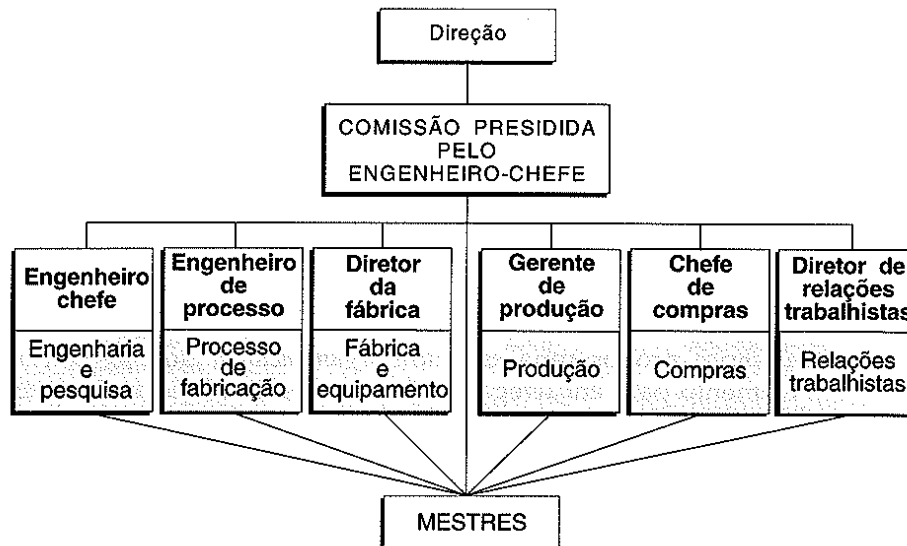 Direção
COMISSÃO PRESIDIDA
PELO
ENGENHEIRO-CHEFE
Engenheiro
chefe
Engenharia
e
pesquisa
Engenheiro
de
processo
Processo
de
fabricação
Diretor
da
fábrica
Fábrica
e
equipamento
Gerente
de
produção
Produção
Chefe
de
compras
Compras
Diretor de
relações
trabalhistas
Relações
trabalhistas
MESTRES